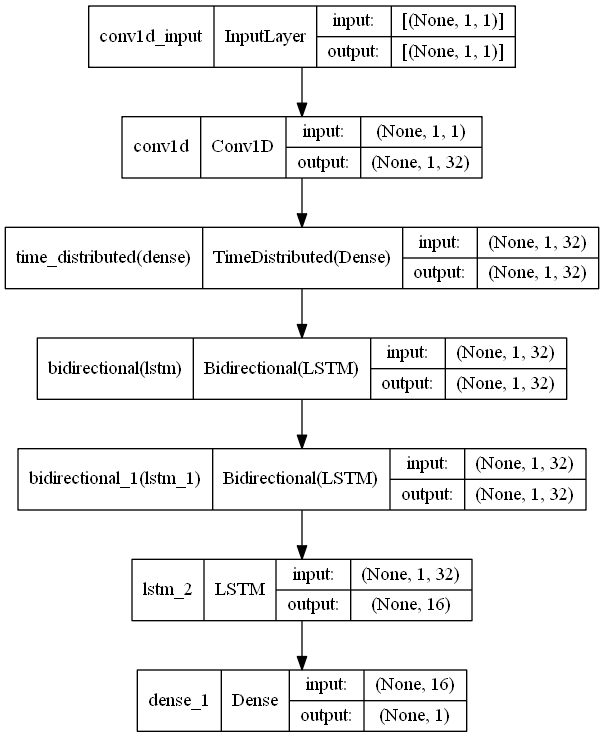 conv1d_input InputLayer input: [(None, 1, 1)]
output: [(None, 1, 1)]
conv1d Conv1D input: (None, 1, 1)
output: (None, 1, 32)
time_distributed(dense) TimeDistributed(Dense) input: (None, 1, 32)
output: (None, 1, 32)
bidirectional(lstm) Bidirectional(LSTM) input: (None, 1, 32)
output: (None, 1, 32)
bidirectional_1(lstm_1) Bidirectional(LSTM) input: (None, 1, 32)
output: (None, 1, 32)
lstm_2 LSTM input: (None, 1, 32)
output: (None, 16)
dense_1 Dense input: (None, 16)
output: (None, 1)